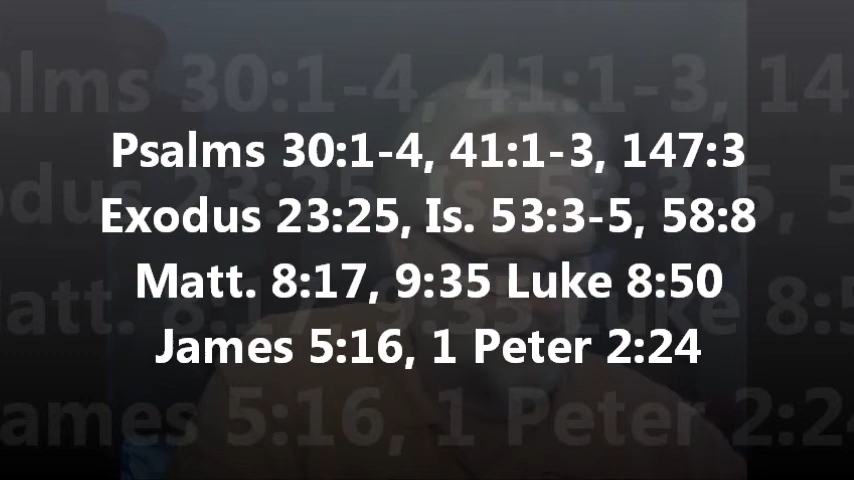 Psalms 30:1-4, 41:1-3, 147:3
Exodus 23:25, Is. 53:3-5, 58:8
Matt. 8:17, 9:35 Luke 8:50
James 5:16, 1 Peter 2:24